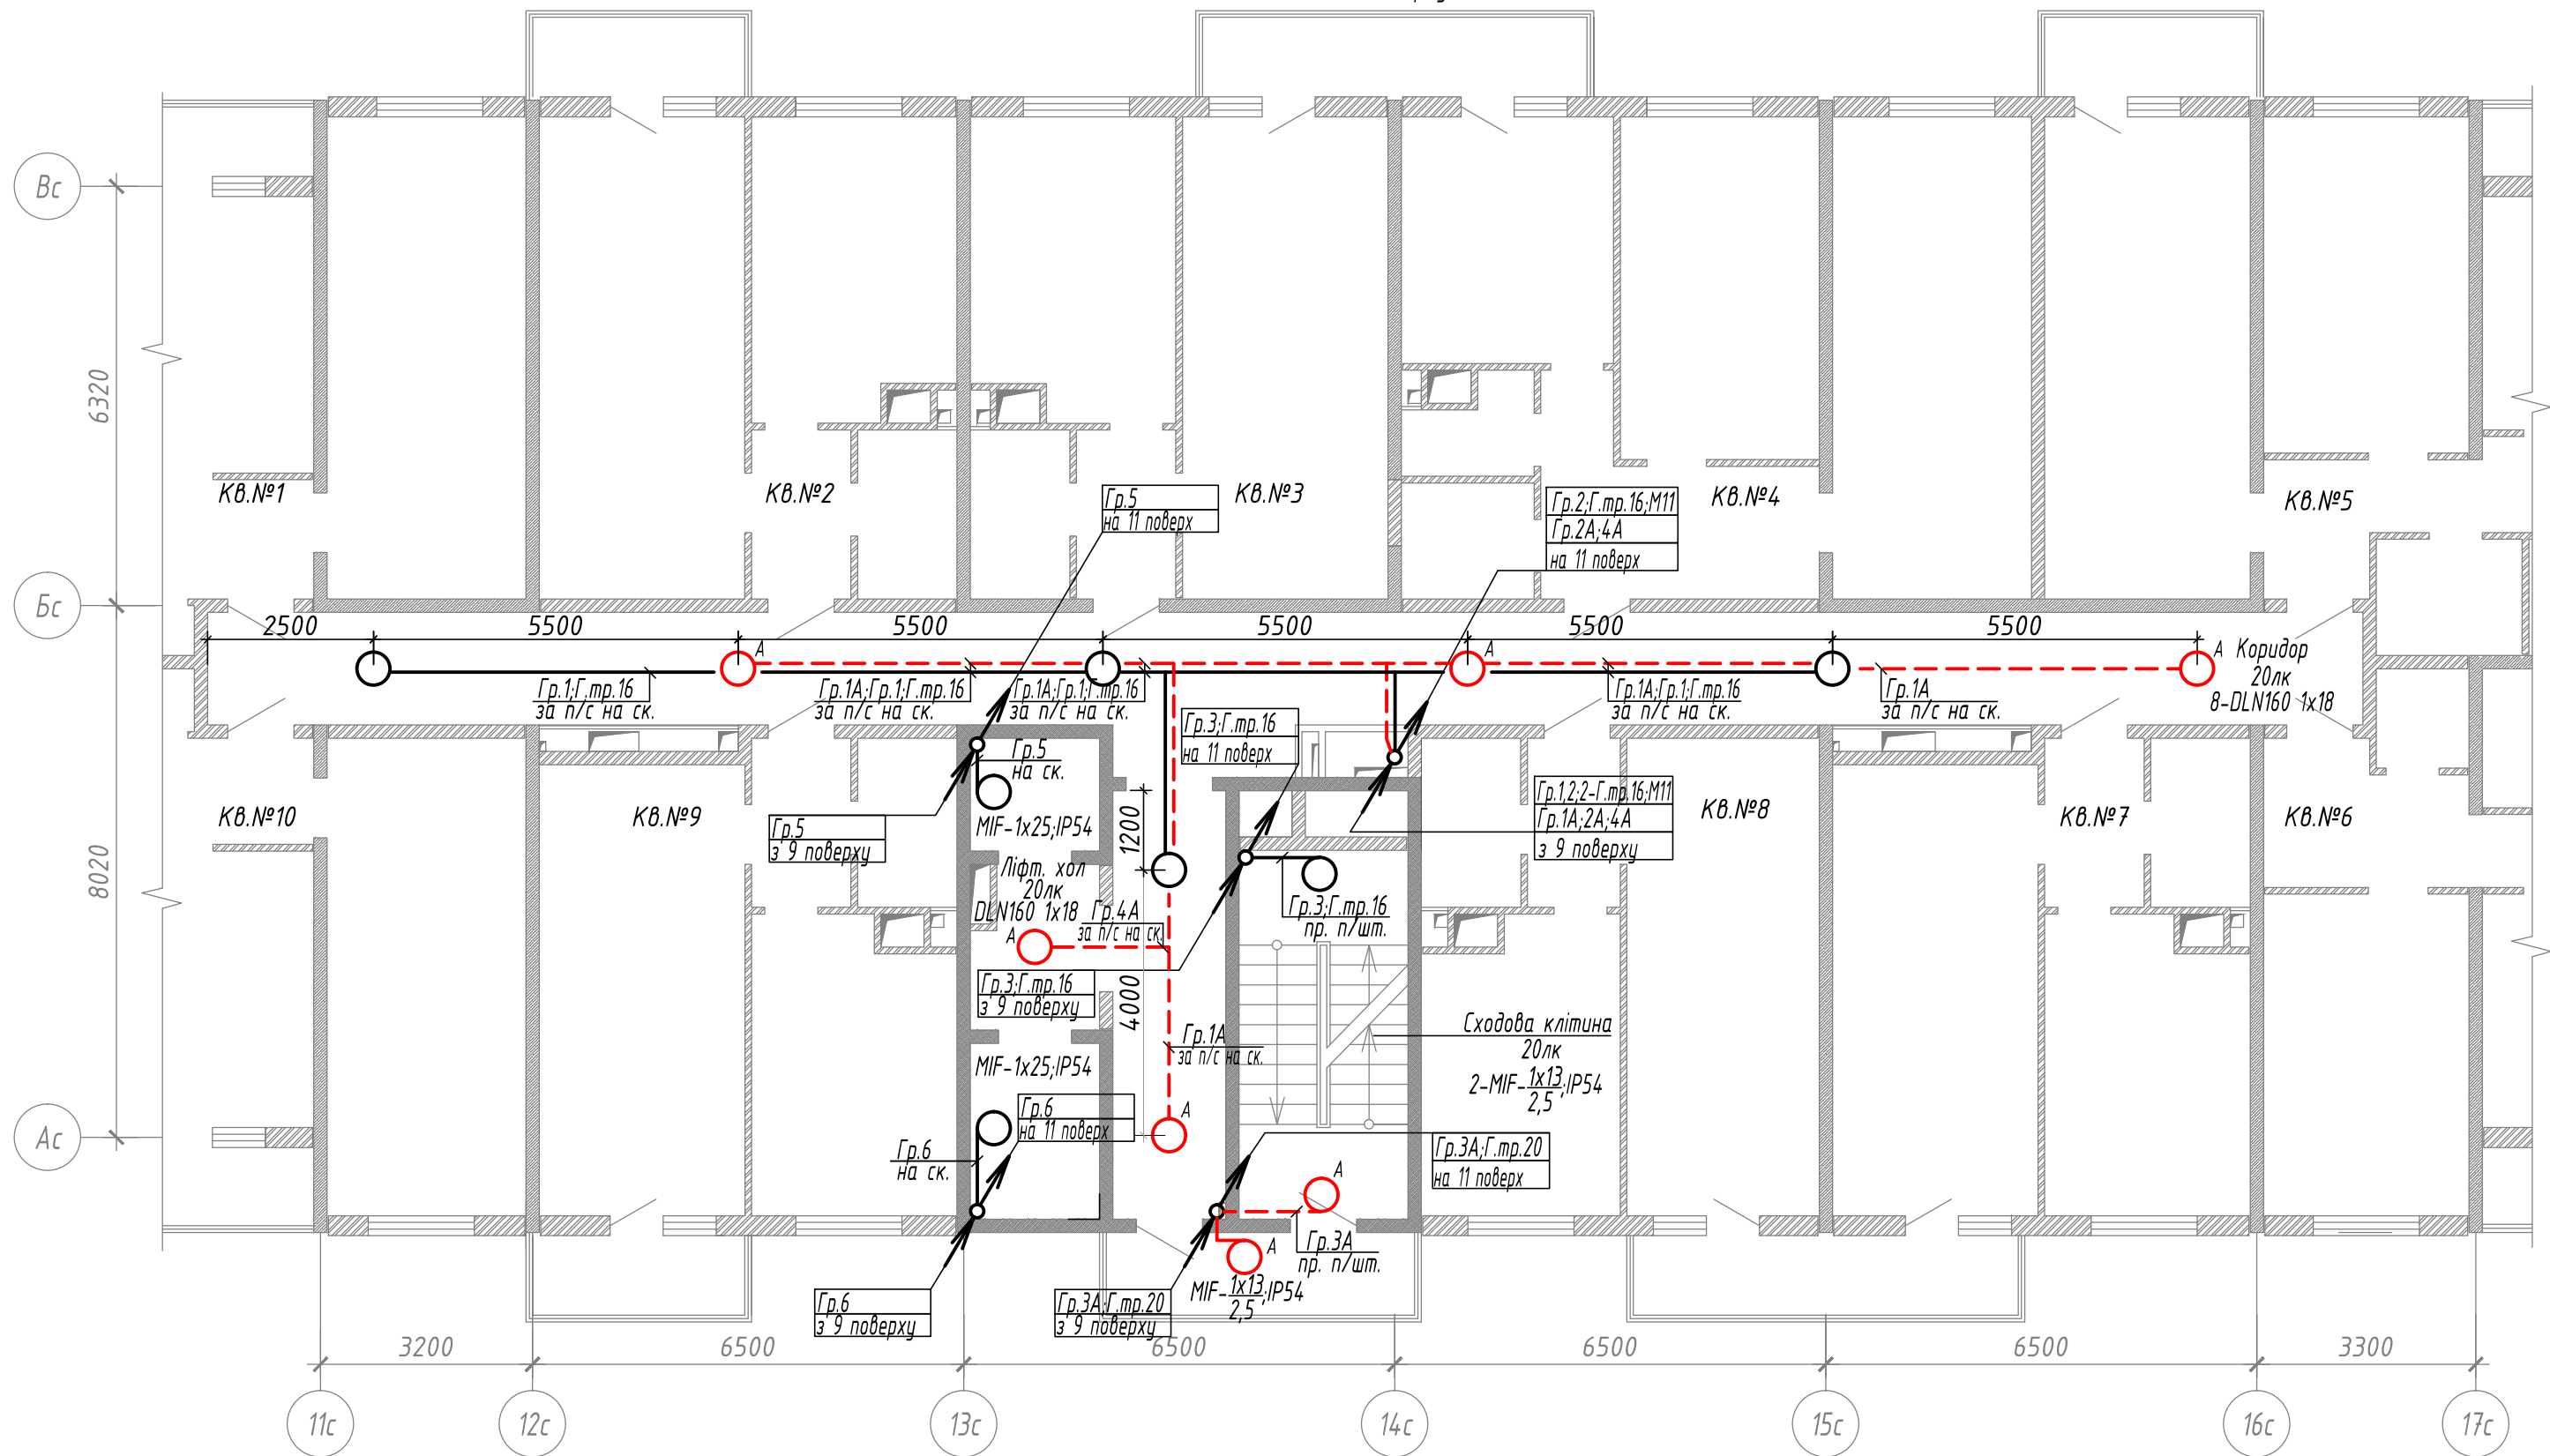 Вс
6320
Бс
8020
Ас
Кв.№1
Кв.№2
Кв.№3
Кв.№4
Кв.№5
Гр.5
на 11 поверх
Гр.2;Г.тр.16;М11
Гр.2А;4А
на 11 поверх
2500
5500
5500
5500
5500
5500
А
А
А
Коридор
20лк
8-DLN160 1х18
Гр.1;Г.тр.16
за п/с на ск.
Гр.1А;Гр.1;Г.тр.16
за п/с на ск.
Гр.1А;Гр.1;Г.тр.16
за п/с на ск.
Гр.1А;Гр.1;Г.тр.16
за п/с на ск.
Гр.1А
за п/с на ск.
Гр.3;Г.тр.16
на 11 поверх
Гр.5
на ск.
Кв.№10
Кв.№9
Гр.5
з 9 поверху
MIF-1х25;IP54
1200
Гр.1,2;2-Г.тр.16;М11
Гр.1А;2А;4А
з 9 поверху
Кв.№8
Кв.№7
Кв.№6
Ліфт. хол
20лк
DLN160 1х18
Гр.4А
за п/с на ск.
А
Гр.3;Г.тр.16
пр. п/шт.
Гр.3;Г.тр.16
з 9 поверху
4000
Гр.1А
за п/с на ск.
Сходова клітина
20лк
2-MIF-1х13;IP54
2,5
MIF-1х25;IP54
Гр.6
на 11 поверх
А
Гр.6
на ск.
Гр.3А;Г.тр.20
на 11 поверх
А
А
Гр.3А
пр. п/шт.
MIF-1х13;IP54
2,5
Гр.6
з 9 поверху
Гр.3А;Г.тр.20
з 9 поверху
3200
6500
6500
6500
6500
3300
11с
12с
13с
14с
15с
16с
17с